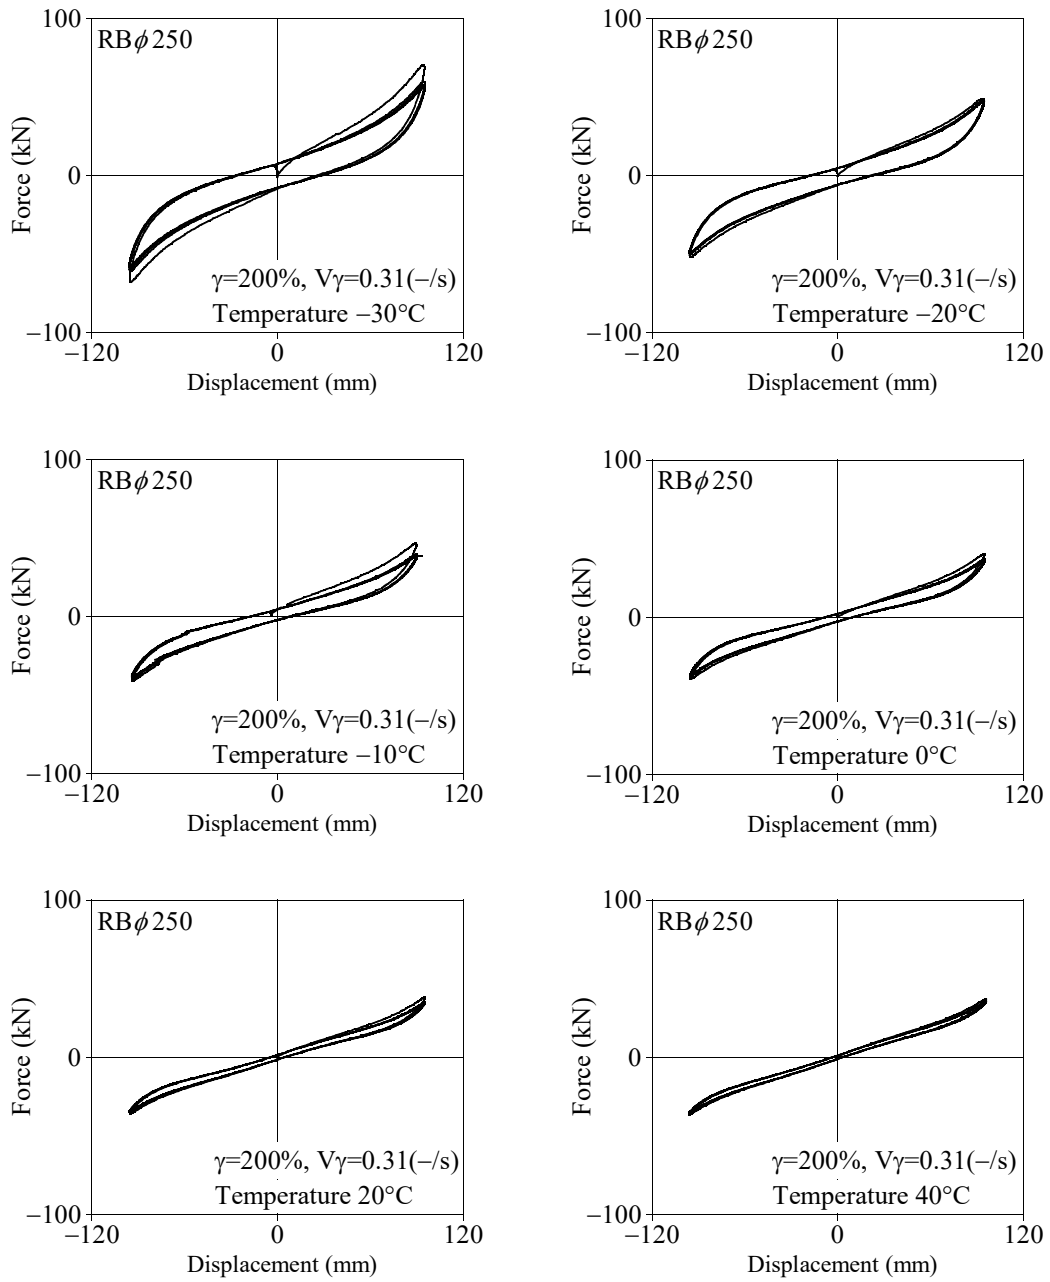 100
RBϕ250
Force (kN)
0
γ=200%, Vγ=0.31(−/s)
Temperature −30°C
−100
−120
0
120
Displacement (mm)
100
RBϕ250
Force (kN)
0
γ=200%, Vγ=0.31(−/s)
Temperature −20°C
−100
−120
0
120
Displacement (mm)
100
RBϕ250
Force (kN)
0
γ=200%, Vγ=0.31(−/s)
Temperature −10°C
−100
−120
0
120
Displacement (mm)
100
RBϕ250
Force (kN)
0
γ=200%, Vγ=0.31(−/s)
Temperature 0°C
−100
−120
0
120
Displacement (mm)
100
RBϕ250
Force (kN)
0
γ=200%, Vγ=0.31(−/s)
Temperature 20°C
−100
−120
0
120
Displacement (mm)
100
RBϕ250
Force (kN)
0
γ=200%, Vγ=0.31(−/s)
Temperature 40°C
−100
−120
0
120
Displacement (mm)